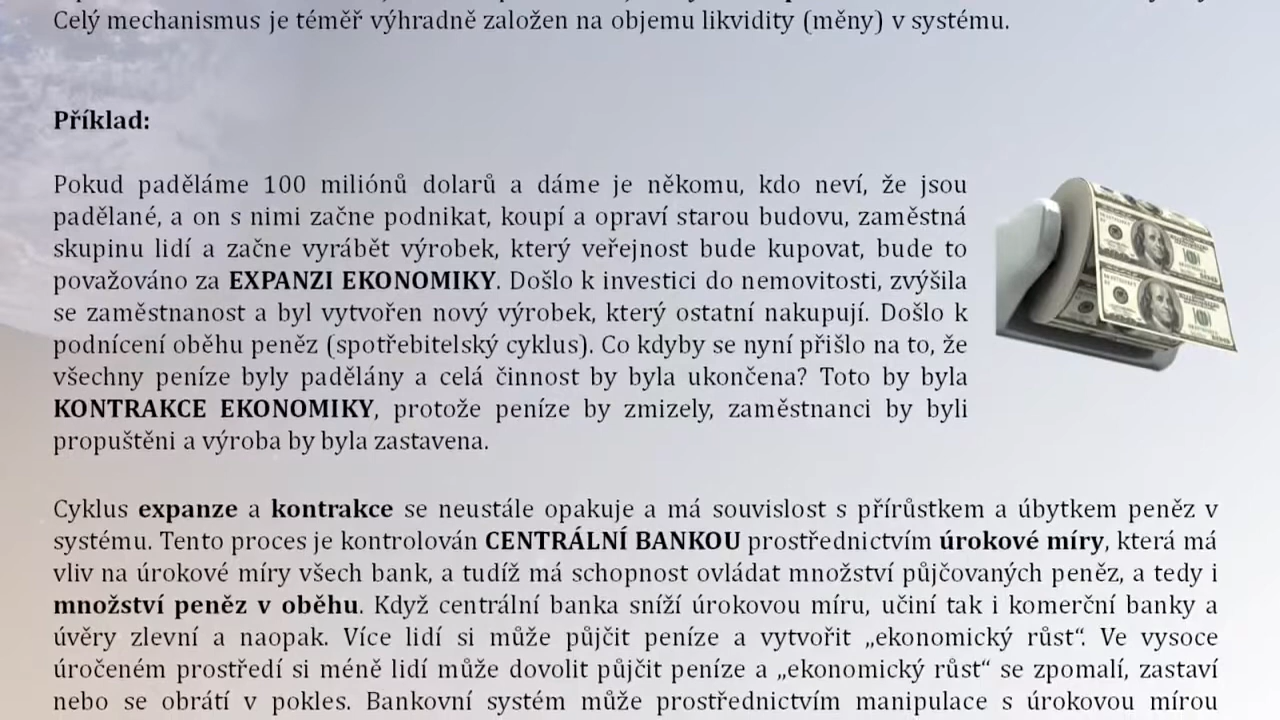 Celý mechanismus je téměř výhradně založen na objemu likvidity (měny) v systému.
Příklad:
Pokud paděláme 100 miliónů dolarů a dáme je někomu, kdo neví, že jsou
padělané, a on s nimi začne podnikat, koupí a opraví starou budovu, zaměstná
skupinu lidí a začne vyrábět výrobek, který veřejnost bude kupovat, bude to
považováno za EXPANZI EKONOMIKY. Došlo k investici do nemovitosti, zvýšila
se zaměstnanost a byl vytvořen nový výrobek, který ostatní nakupují. Došlo k
podnícení oběhu peněz (spotřebitelský cyklus). Co kdyby se nyní přišlo na to, že
všechny peníze byly padělány a celá činnost by byla ukončena? Toto by byla
KONTRAKCE EKONOMIKY, protože peníze by zmizely, zaměstnanci by byli
propuštěni a výroba by byla zastavena.
Cyklus expanze a kontrakce se neustále opakuje a má souvislost s přírůstkem a úbytkem peněz v
systému. Tento proces je kontrolován CENTRÁLNÍ BANKOU prostřednictvím úrokové míry, která má
vliv na úrokové míry všech bank, a tudíž má schopnost ovládat množství půjčovaných peněz, a tedy i
množství peněz v oběhu. Když centrální banka sníží úrokovou míru, učiní tak i komerční banky a
úvěry zlevní a naopak. Více lidí si může půjčit peníze a vytvořit „ekonomický růst“. Ve vysoce
úročeném prostředí si méně lidí může dovolit půjčit peníze a „ekonomický růst“ se zpomalí, zastaví
nebo se obrátí v pokles. Bankovní systém může prostřednictvím manipulace s úrokovou mírou